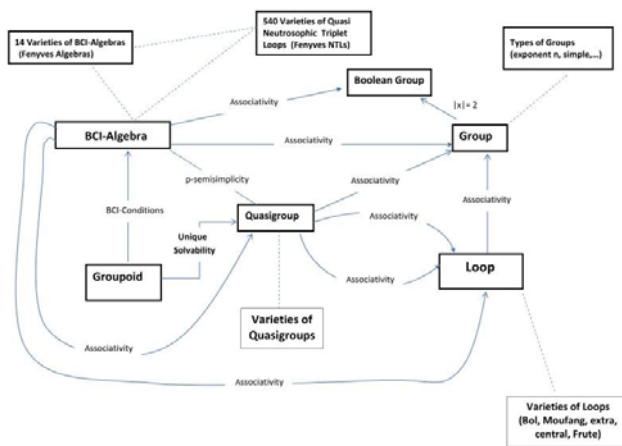 540 Varieties of Quasi
Neutrosophic Triplet
Loops (Fenyves NTLs)
14 Varieties of BCI-Algebras
(Fenyves Algebras)
Types of Groups
(exponent n, simple,...)
Boolean Group
Associativity
|x|= 2
BCI-Algebra
Associativity
Group
p-semisimplicity
Associativity
BCI-Conditions
Quasigroup
Associativity
Associativity
Unique
Solvability
Groupoid
Loop
Associativity
Varieties of
Quasigroups
Associativity
Associativity
Varieties of Loops
(Bol, Moufang, extra,
central, Frute)